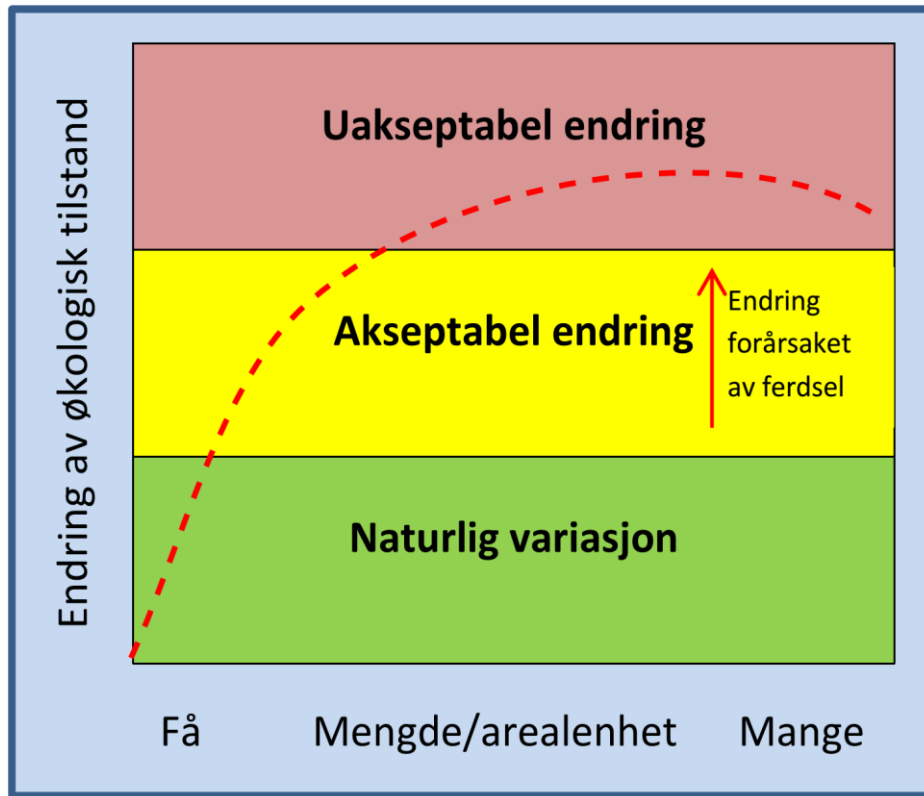 Endring av økologisk tilstand
Uakseptabel endring
Akseptabel endring
Endring
forårsaket
av ferdsel
Naturlig variasjon
Få
Mengde/arealenhet
Mange